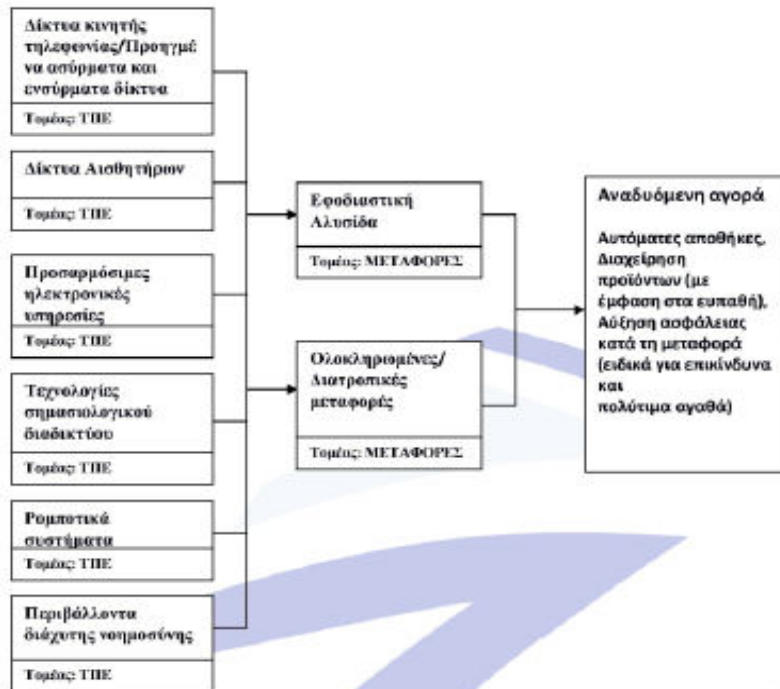 Δίκτυα κινητής
τηλεφωνίας/Προηγμέ
να ασύρματα και
ενσύρματα δίκτυα
Τομέας: ΤΠΕ
Δίκτυα Αισθητήρων
Τομέας: ΤΠΕ
Προσαρμόσιμες
ηλεκτρονικές
υπηρεσίες
Τομέας: ΤΠΕ
Τεχνολογίες
σημασιολογικού
διαδικτύου
Τομέας: ΤΠΕ
Ρομποτικά
συστήματα
Τομέας: ΤΠΕ
Περιβάλλοντα
διάχυτης νοημοσύνης
Τομέας: ΤΠΕ
Εφοδιαστική
Αλυσίδα
Τομέας: ΜΕΤΑΦΟΡΕΣ
Ολοκληρωμένες/
Διατροπικές
μεταφορές
Τομέας: ΜΕΤΑΦΟΡΕΣ
Αναδυόμενη αγορά
Αυτόματες αποθήκες,
Διαχείρηση
προϊόντων (με
έμφαση στα ευπαθή),
Αύξηση ασφάλειας
κατά τη μεταφορά
(ειδικά για επικίνδυνα
και
πολύτιμα αγαθά)